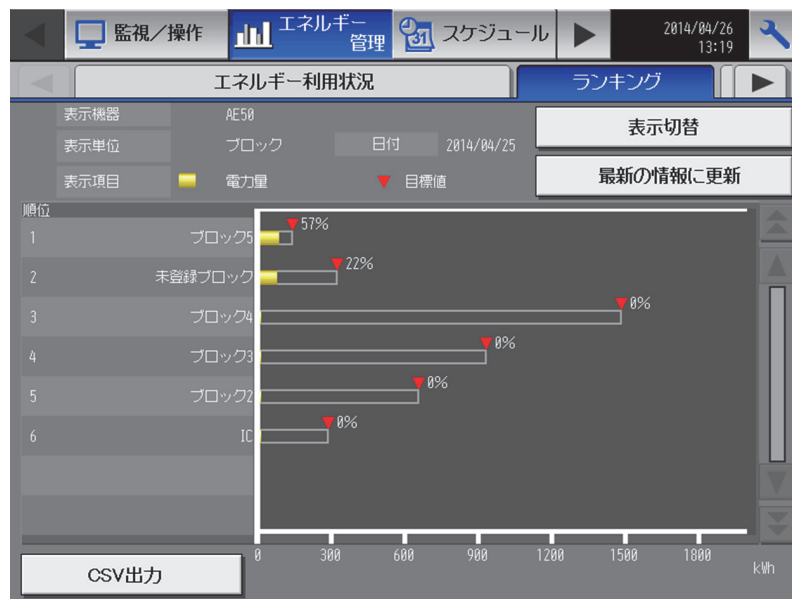 監視／操作
エネルギー
管理
31
スケジュール
2014/04/26
13:19
エネルギー利用状況
ランキング
表示機器 AE50
表示単位 ブロック 日付 2014/04/25
表示項目 電力量 目標値
表示切替
最新の情報に更新
順位
1 ブロック5 57%
2 未登録ブロック 22%
3 ブロック4 0%
4 ブロック3 0%
5 ブロック2 0%
6 IC 0%
0 300 600 900 1200 1500 1800 kWh
CSV出力